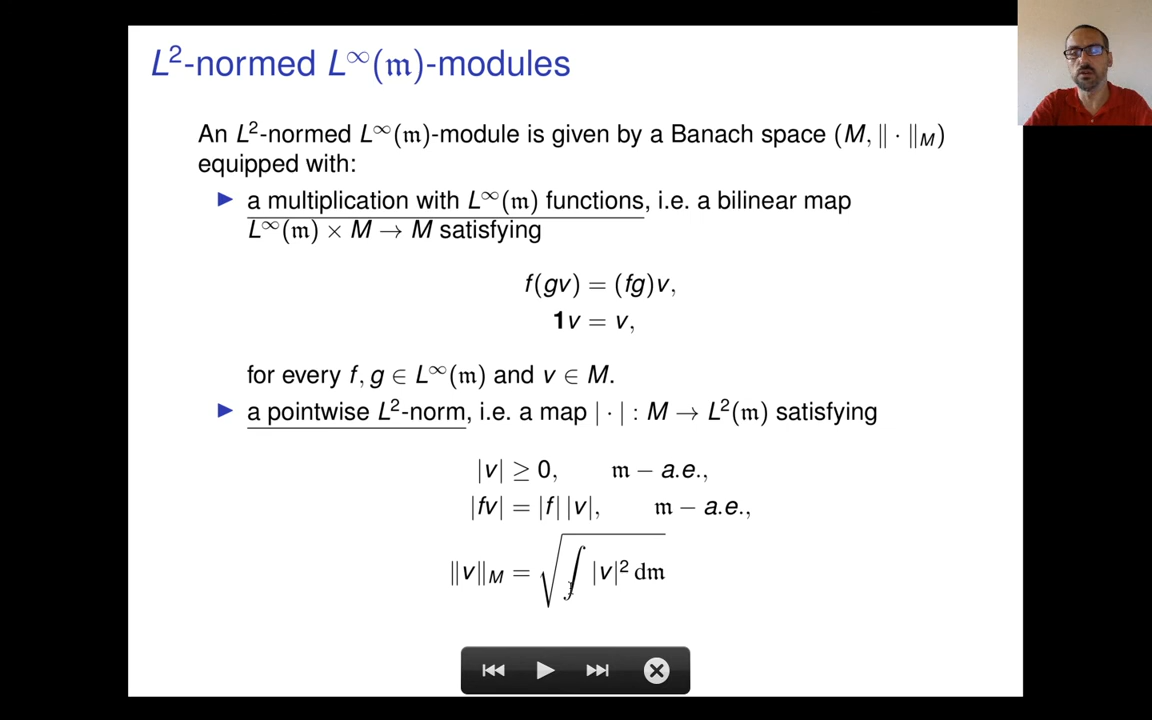 L²-normed L^∞(𝔪)-modules
An L²-normed L^∞(𝔪)-module is given by a Banach space (M, ‖ · ‖_M)
equipped with:
▶ a multiplication with L^∞(𝔪) functions, i.e. a bilinear map
L^∞(𝔪) × M → M satisfying
f(gv) = (fg)v,
1v = v,
for every f, g ∈ L^∞(𝔪) and v ∈ M.
▶ a pointwise L²-norm, i.e. a map | · | : M → L²(𝔪) satisfying
|v| ≥ 0, 𝔪 − a.e.,
|fv| = |f| |v|, 𝔪 − a.e.,
‖v‖_M = √∫ |v|² d𝔪